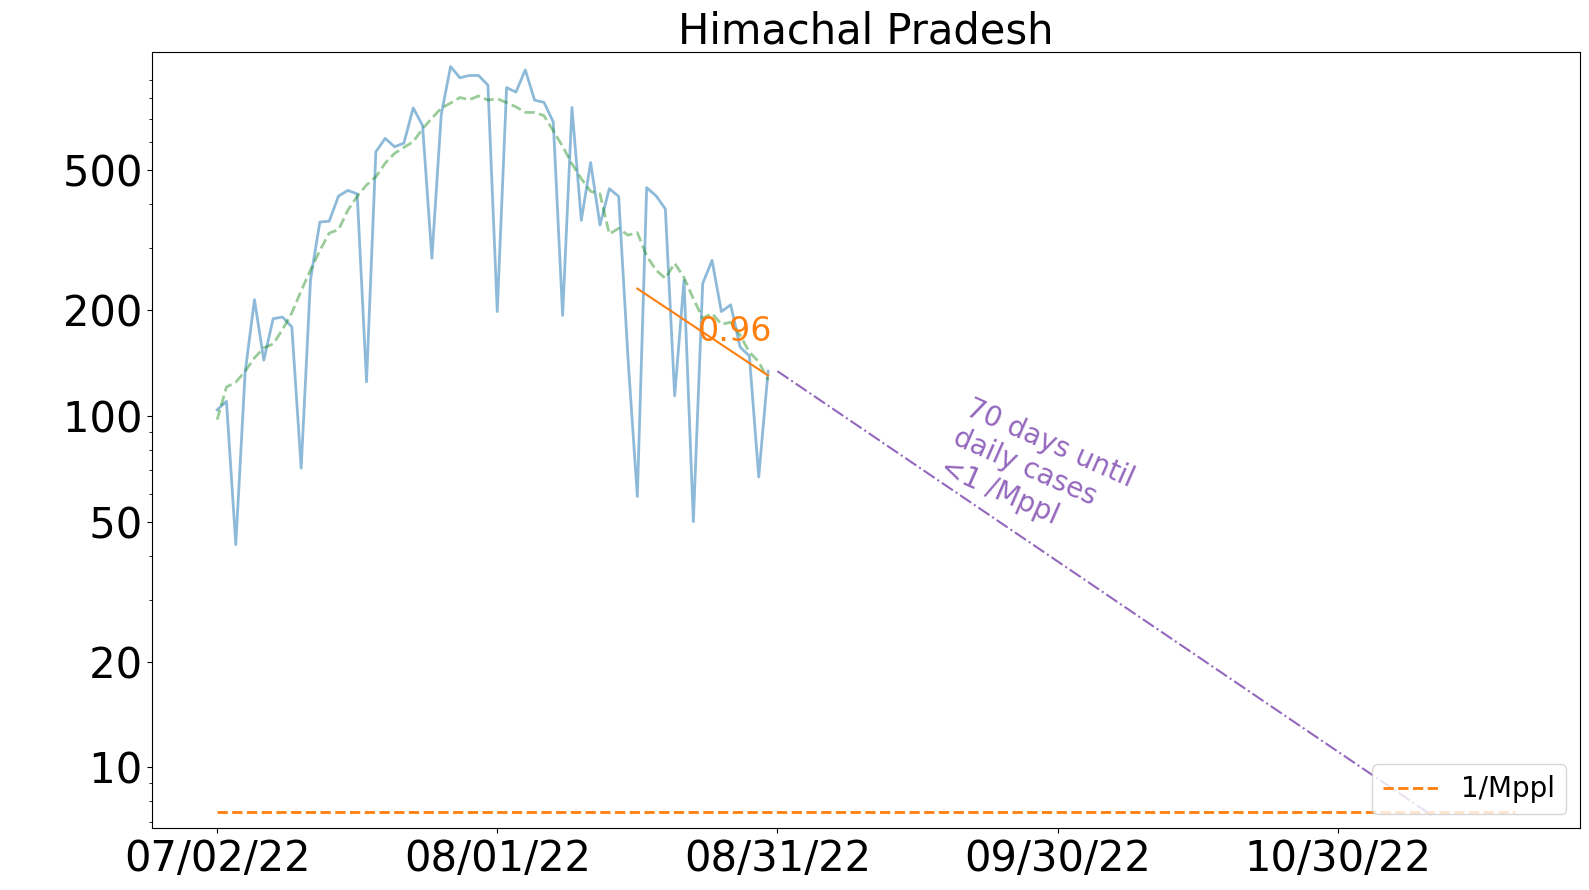 Himachal Pradesh
500
200
100
50
20
10
0.96
70 days until
daily cases
<1 /Mppl
1/Mppl
07/02/22
08/01/22
08/31/22
09/30/22
10/30/22